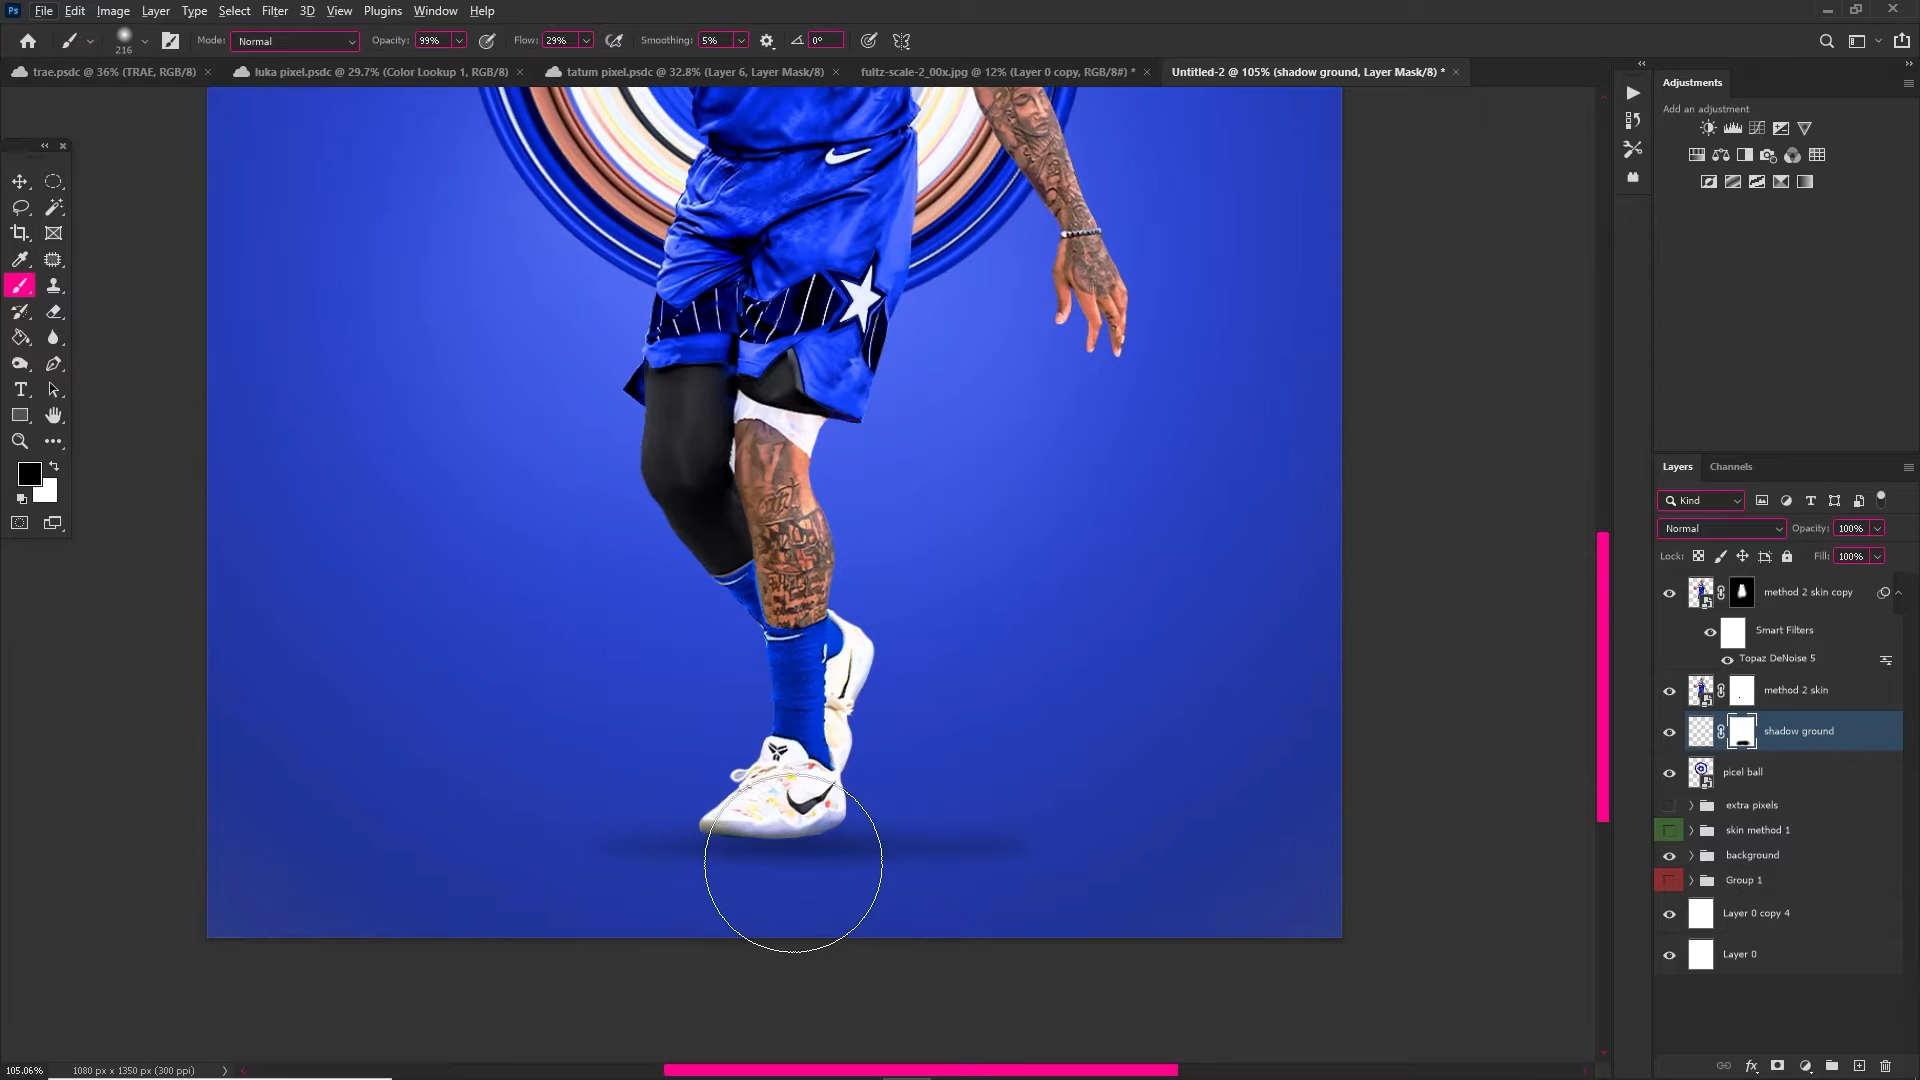 Ps File Edit Image Layer Type Select Filter 3D View Plugins Window Help
216 Mode: Normal Opacity: 99% Flow: 29% Smoothing: 5% 0°
trae.psdc @ 36% (TRAE, RGB/8) × luka pixel.psdc @ 29.7% (Color Lookup 1, RGB/8) × tatum pixel.psdc @ 32.8% (Layer 6, Layer Mask/8) × fultz-scale-2_00x.jpg @ 12% (Layer 0 copy, RGB/8#) * × Untitled-2 @ 105% (shadow ground, Layer Mask/8) * ×
Adjustments
Add an adjustment
Layers Channels
Kind
Normal Opacity: 100%
Lock: Fill: 100%
method 2 skin copy
Smart Filters
Topaz DeNoise 5
method 2 skin
shadow ground
picel ball
extra pixels
skin method 1
background
Group 1
Layer 0 copy 4
Layer 0
105.06% 1080 px x 1350 px (300 ppi)